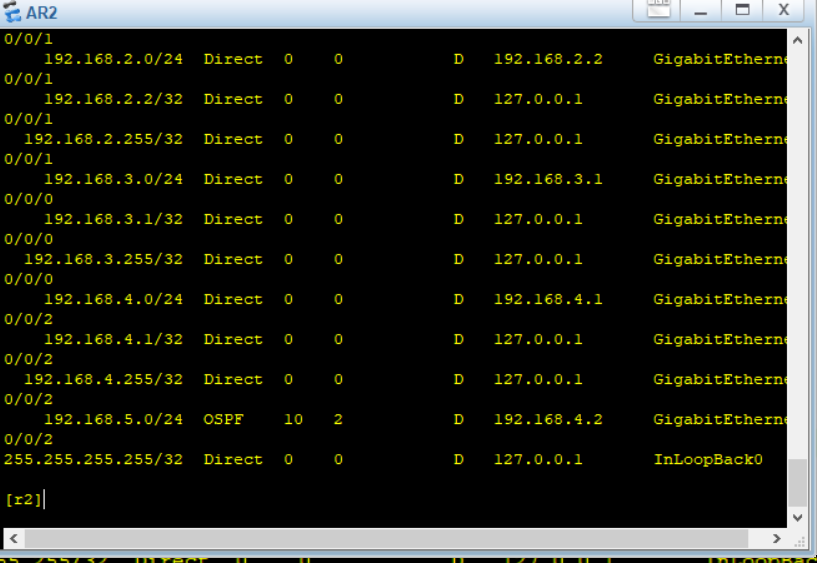 AR2
0/0/1
192.168.2.0/24 Direct 0 0 D 192.168.2.2 GigabitEtherne
0/0/1
192.168.2.2/32 Direct 0 0 D 127.0.0.1 GigabitEtherne
0/0/1
192.168.2.255/32 Direct 0 0 D 127.0.0.1 GigabitEtherne
0/0/1
192.168.3.0/24 Direct 0 0 D 192.168.3.1 GigabitEtherne
0/0/0
192.168.3.1/32 Direct 0 0 D 127.0.0.1 GigabitEtherne
0/0/0
192.168.3.255/32 Direct 0 0 D 127.0.0.1 GigabitEtherne
0/0/0
192.168.4.0/24 Direct 0 0 D 192.168.4.1 GigabitEtherne
0/0/2
192.168.4.1/32 Direct 0 0 D 127.0.0.1 GigabitEtherne
0/0/2
192.168.4.255/32 Direct 0 0 D 127.0.0.1 GigabitEtherne
0/0/2
192.168.5.0/24 OSPF 10 2 D 192.168.4.2 GigabitEtherne
0/0/2
255.255.255.255/32 Direct 0 0 D 127.0.0.1 InLoopBack0
[r2]